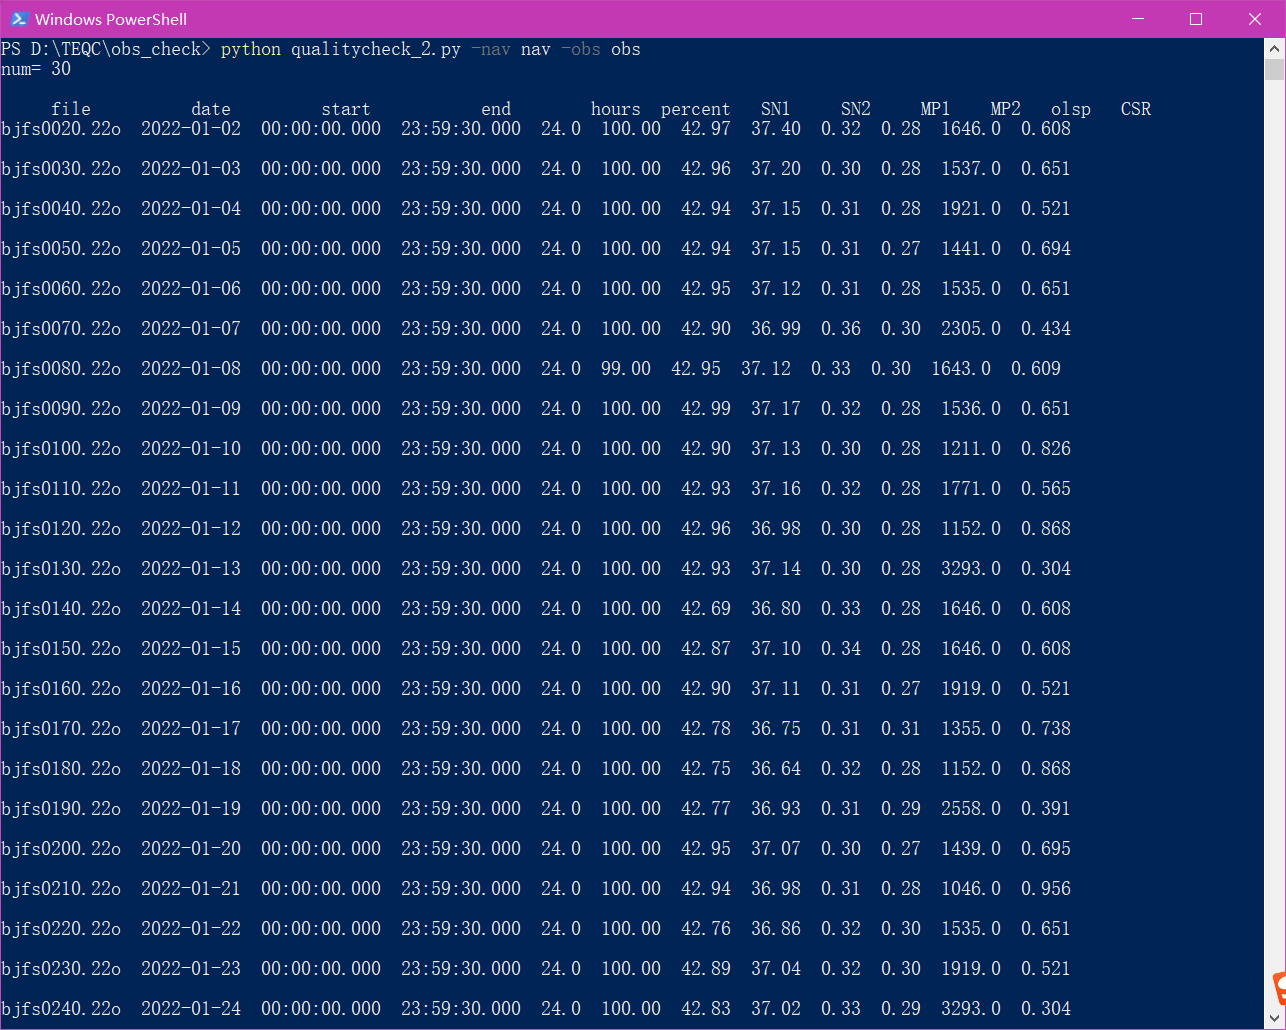 Windows PowerShell
PS D:\TEQC\obs_check> python qualitycheck_2.py -nav nav -obs obs
num= 30
file date start end hours percent SN1 SN2 MP1 MP2 olsp CSR
bjfs0020.22o 2022-01-02 00:00:00.000 23:59:30.000 24.0 100.00 42.97 37.40 0.32 0.28 1646.0 0.608
bjfs0030.22o 2022-01-03 00:00:00.000 23:59:30.000 24.0 100.00 42.96 37.20 0.30 0.28 1537.0 0.651
bjfs0040.22o 2022-01-04 00:00:00.000 23:59:30.000 24.0 100.00 42.94 37.15 0.31 0.28 1921.0 0.521
bjfs0050.22o 2022-01-05 00:00:00.000 23:59:30.000 24.0 100.00 42.94 37.15 0.31 0.27 1441.0 0.694
bjfs0060.22o 2022-01-06 00:00:00.000 23:59:30.000 24.0 100.00 42.95 37.12 0.31 0.28 1535.0 0.651
bjfs0070.22o 2022-01-07 00:00:00.000 23:59:30.000 24.0 100.00 42.90 36.99 0.36 0.30 2305.0 0.434
bjfs0080.22o 2022-01-08 00:00:00.000 23:59:30.000 24.0 99.00 42.95 37.12 0.33 0.30 1643.0 0.609
bjfs0090.22o 2022-01-09 00:00:00.000 23:59:30.000 24.0 100.00 42.99 37.17 0.32 0.28 1536.0 0.651
bjfs0100.22o 2022-01-10 00:00:00.000 23:59:30.000 24.0 100.00 42.90 37.13 0.30 0.28 1211.0 0.826
bjfs0110.22o 2022-01-11 00:00:00.000 23:59:30.000 24.0 100.00 42.93 37.16 0.32 0.28 1771.0 0.565
bjfs0120.22o 2022-01-12 00:00:00.000 23:59:30.000 24.0 100.00 42.96 36.98 0.30 0.28 1152.0 0.868
bjfs0130.22o 2022-01-13 00:00:00.000 23:59:30.000 24.0 100.00 42.93 37.14 0.30 0.28 3293.0 0.304
bjfs0140.22o 2022-01-14 00:00:00.000 23:59:30.000 24.0 100.00 42.69 36.80 0.33 0.28 1646.0 0.608
bjfs0150.22o 2022-01-15 00:00:00.000 23:59:30.000 24.0 100.00 42.87 37.10 0.34 0.28 1646.0 0.608
bjfs0160.22o 2022-01-16 00:00:00.000 23:59:30.000 24.0 100.00 42.90 37.11 0.31 0.27 1919.0 0.521
bjfs0170.22o 2022-01-17 00:00:00.000 23:59:30.000 24.0 100.00 42.78 36.75 0.31 0.31 1355.0 0.738
bjfs0180.22o 2022-01-18 00:00:00.000 23:59:30.000 24.0 100.00 42.75 36.64 0.32 0.28 1152.0 0.868
bjfs0190.22o 2022-01-19 00:00:00.000 23:59:30.000 24.0 100.00 42.77 36.93 0.31 0.29 2558.0 0.391
bjfs0200.22o 2022-01-20 00:00:00.000 23:59:30.000 24.0 100.00 42.95 37.07 0.30 0.27 1439.0 0.695
bjfs0210.22o 2022-01-21 00:00:00.000 23:59:30.000 24.0 100.00 42.94 36.98 0.31 0.28 1046.0 0.956
bjfs0220.22o 2022-01-22 00:00:00.000 23:59:30.000 24.0 100.00 42.76 36.86 0.32 0.30 1535.0 0.651
bjfs0230.22o 2022-01-23 00:00:00.000 23:59:30.000 24.0 100.00 42.89 37.04 0.32 0.30 1919.0 0.521
bjfs0240.22o 2022-01-24 00:00:00.000 23:59:30.000 24.0 100.00 42.83 37.02 0.33 0.29 3293.0 0.304